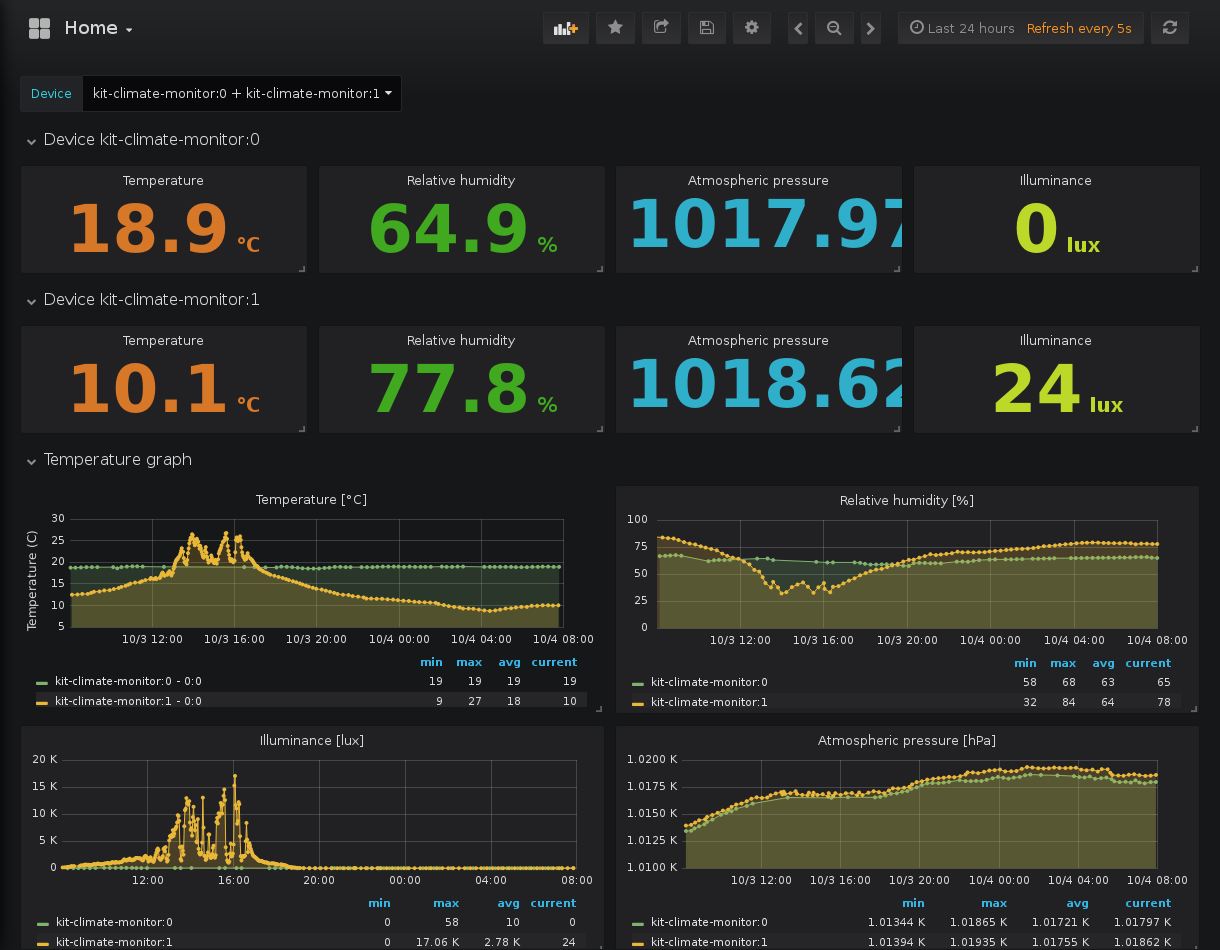 Home
Last 24 hours Refresh every 5s
Device kit-climate-monitor:0 + kit-climate-monitor:1
Device kit-climate-monitor:0
Temperature Relative humidity Atmospheric pressure Illuminance
18.9 °C 64.9 % 1017.97 0 lux
Device kit-climate-monitor:1
Temperature Relative humidity Atmospheric pressure Illuminance
10.1 °C 77.8 % 1018.62 24 lux
Temperature graph
Temperature [°C]
Temperature (C)
30
25
20
15
10
5
10/3 12:00 10/3 16:00 10/3 20:00 10/4 00:00 10/4 04:00 10/4 08:00
min max avg current
kit-climate-monitor:0 - 0:0 19 19 19 19
kit-climate-monitor:1 - 0:0 9 27 18 10
Relative humidity [%]
100
75
50
25
0
10/3 12:00 10/3 16:00 10/3 20:00 10/4 00:00 10/4 04:00 10/4 08:00
min max avg current
kit-climate-monitor:0 58 68 63 65
kit-climate-monitor:1 32 84 64 78
Illuminance [lux]
20 K
15 K
10 K
5 K
0
12:00 16:00 20:00 00:00 04:00 08:00
min max avg current
kit-climate-monitor:0 0 58 10 0
kit-climate-monitor:1 0 17.06 K 2.78 K 24
Atmospheric pressure [hPa]
1.0200 K
1.0175 K
1.0150 K
1.0125 K
1.0100 K
10/3 12:00 10/3 16:00 10/3 20:00 10/4 00:00 10/4 04:00 10/4 08:00
min max avg current
kit-climate-monitor:0 1.01344 K 1.01865 K 1.01721 K 1.01797 K
kit-climate-monitor:1 1.01394 K 1.01935 K 1.01755 K 1.01862 K